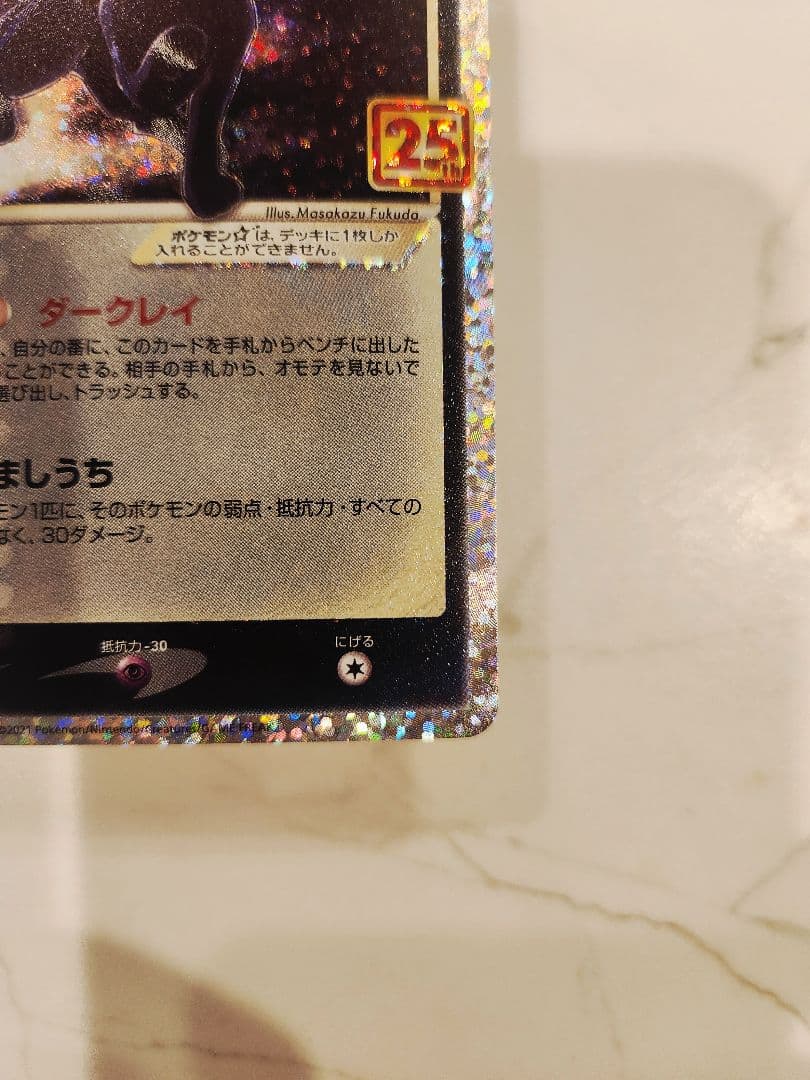 25th
Illus. Masakazu Fukuda
ポケモン☆は、デッキに1枚しか
入れることができません。
ダークレイ
、自分の番に、このカードを手札からベンチに出した
ことができる。相手の手札から、オモテを見ないで
選び出し、トラッシュする。
ましうち
モン1匹に、そのポケモンの弱点・抵抗力・すべての
なく、30ダメージ。
抵抗力 -30
にげる
©2021 Pokémon/Nintendo/Creatures/GAME FREAK